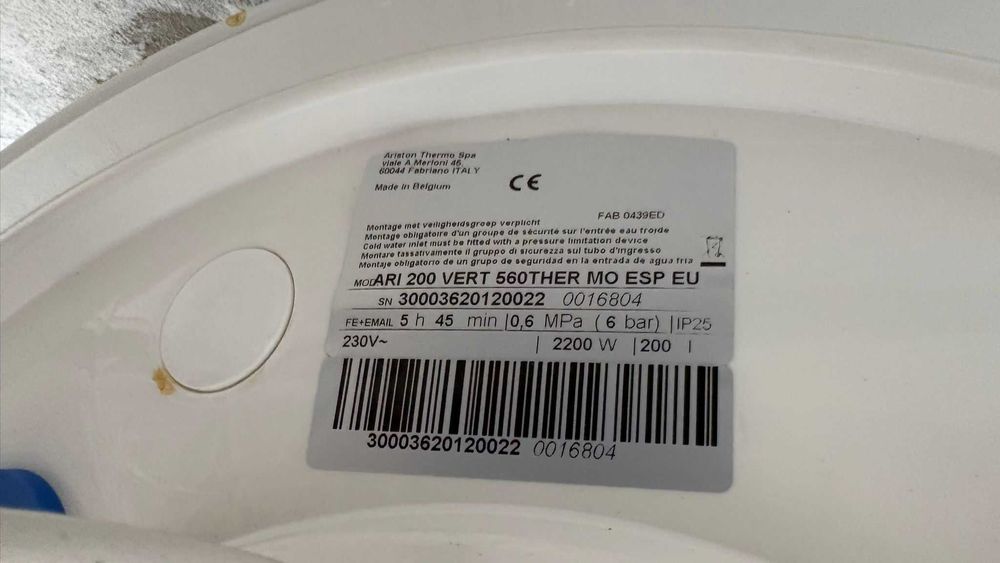 Ariston Thermo Spa
viale A.Merloni 45,
60044 Fabriano ITALY
Made in Belgium
CE
FAB 0439ED
Montage met veiligheidsgroep verplicht
Montage obligatoire d'un groupe de sécurité sur l'entrée eau froide
Cold water inlet must be fitted with a pressure limitation device
Montare tassativamente il gruppo di sicurezza sul tubo d'ingresso
Montaje obligatorio de un grupo de seguridad en la entrada de agua fria
MOD ARI 200 VERT 560THER MO ESP EU
SN 30003620120022 0016804
FE+EMAIL 5 h 45 min |0,6 MPa ( 6 bar) |IP25
230V~ | 2200 W |200 l
30003620120022 0016804